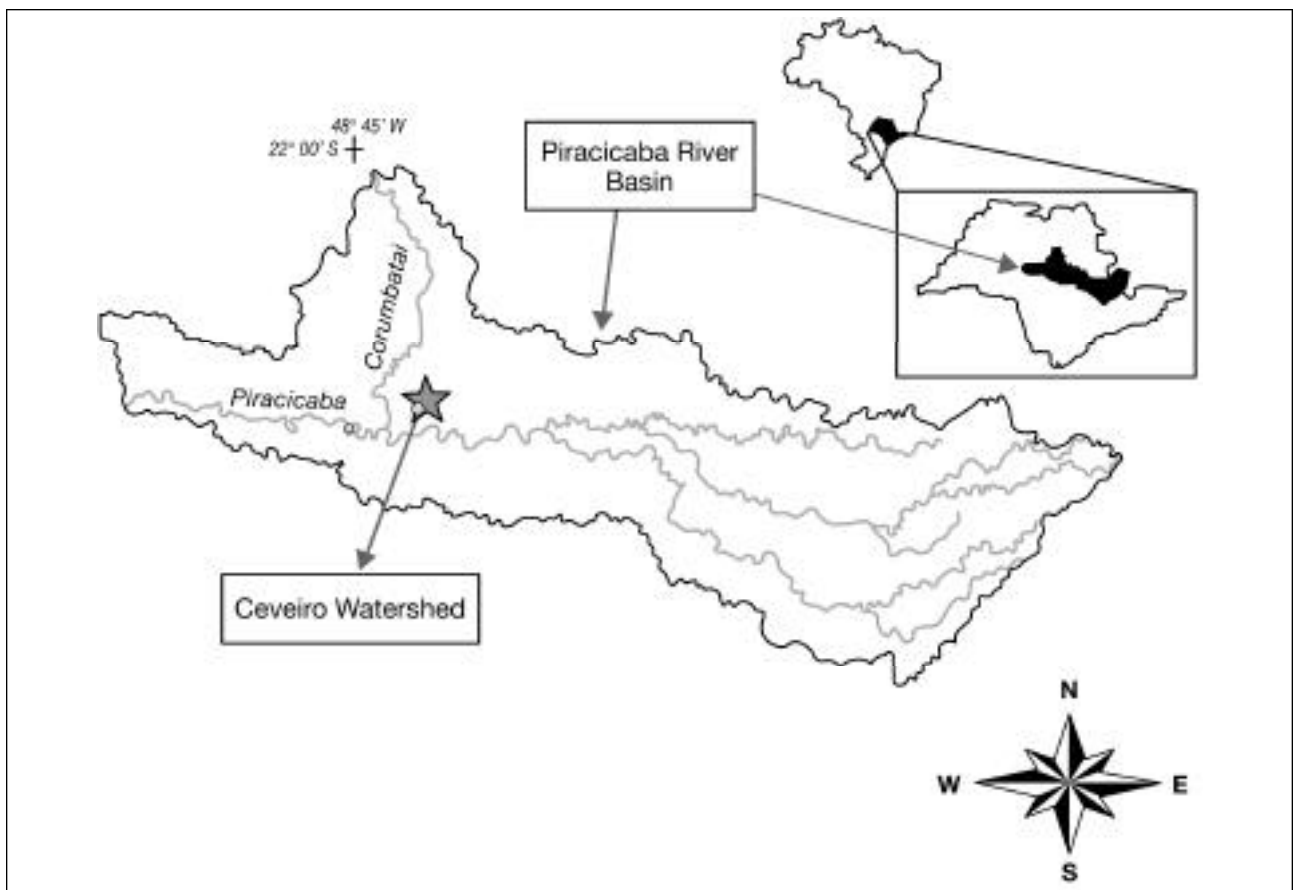 48° 45' W
22° 00' S
Piracicaba River
Basin
Corumbataí
Piracicaba
Ceveiro Watershed
N
W
E
S